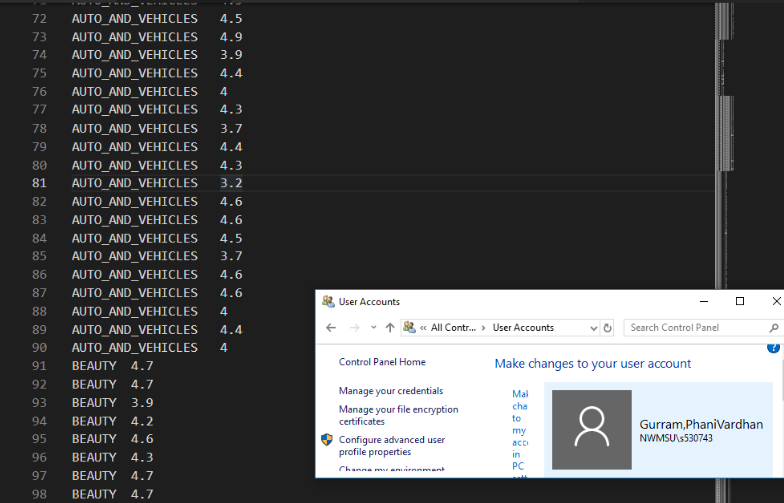 72 AUTO_AND_VEHICLES 4.5
73 AUTO_AND_VEHICLES 4.9
74 AUTO_AND_VEHICLES 3.9
75 AUTO_AND_VEHICLES 4.4
76 AUTO_AND_VEHICLES 4
77 AUTO_AND_VEHICLES 4.3
78 AUTO_AND_VEHICLES 3.7
79 AUTO_AND_VEHICLES 4.4
80 AUTO_AND_VEHICLES 4.3
81 AUTO_AND_VEHICLES 3.2
82 AUTO_AND_VEHICLES 4.6
83 AUTO_AND_VEHICLES 4.6
84 AUTO_AND_VEHICLES 4.5
85 AUTO_AND_VEHICLES 3.7
86 AUTO_AND_VEHICLES 4.6
87 AUTO_AND_VEHICLES 4.6
88 AUTO_AND_VEHICLES 4
89 AUTO_AND_VEHICLES 4.4
90 AUTO_AND_VEHICLES 4
91 BEAUTY 4.7
92 BEAUTY 4.7
93 BEAUTY 3.9
94 BEAUTY 4.2
95 BEAUTY 4.6
96 BEAUTY 4.3
97 BEAUTY 4.7
98 BEAUTY 4.7
User Accounts
« All Contr... > User Accounts
Search Control Panel
Control Panel Home
Manage your credentials
Manage your file encryption
certificates
Configure advanced user
profile properties
Change my environment
Make changes to your user account
Mak
cha
to
my
acc
in
PC
Gurram,PhaniVardhan
NWMSU\s530743